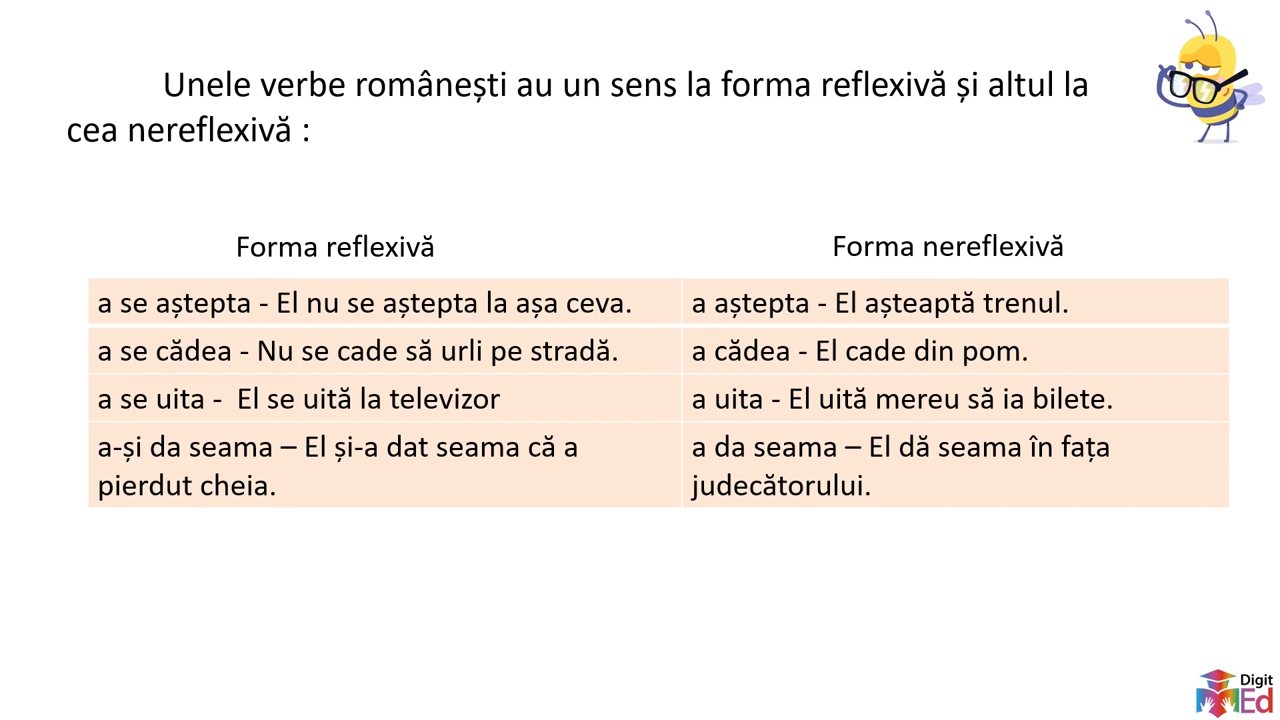 Unele verbe românești au un sens la forma reflexivă și altul la
cea nereflexivă :
Forma reflexivă
Forma nereflexivă
a se aștepta - El nu se aștepta la așa ceva.
a aștepta - El așteaptă trenul.
a se cădea - Nu se cade să urli pe stradă.
a cădea - El cade din pom.
a se uita -  El se uită la televizor
a uita - El uită mereu să ia bilete.
a-și da seama – El și-a dat seama că a
pierdut cheia.
a da seama – El dă seama în fața
judecătorului.
Digit
Ed